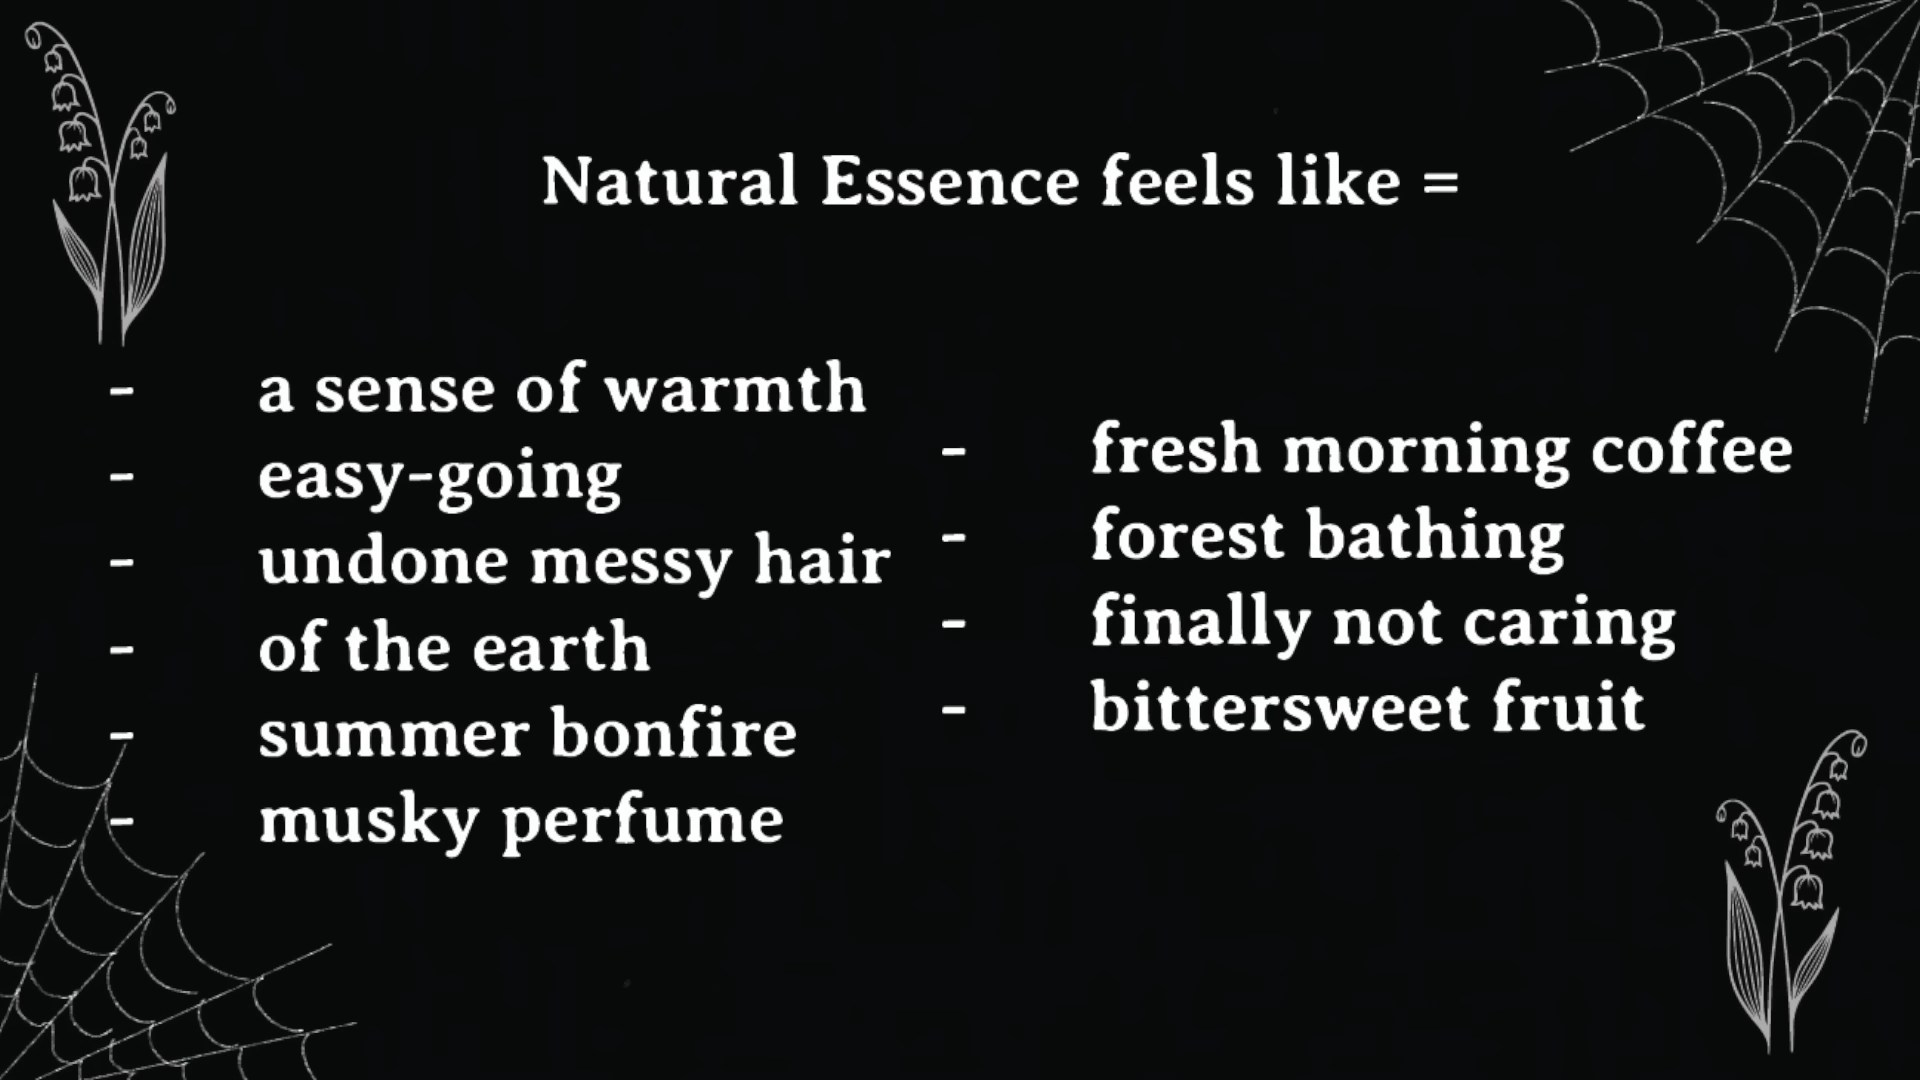 Natural Essence feels like =
- a sense of warmth
- easy-going
- undone messy hair
- of the earth
- summer bonfire
- musky perfume
- fresh morning coffee
- forest bathing
- finally not caring
- bittersweet fruit